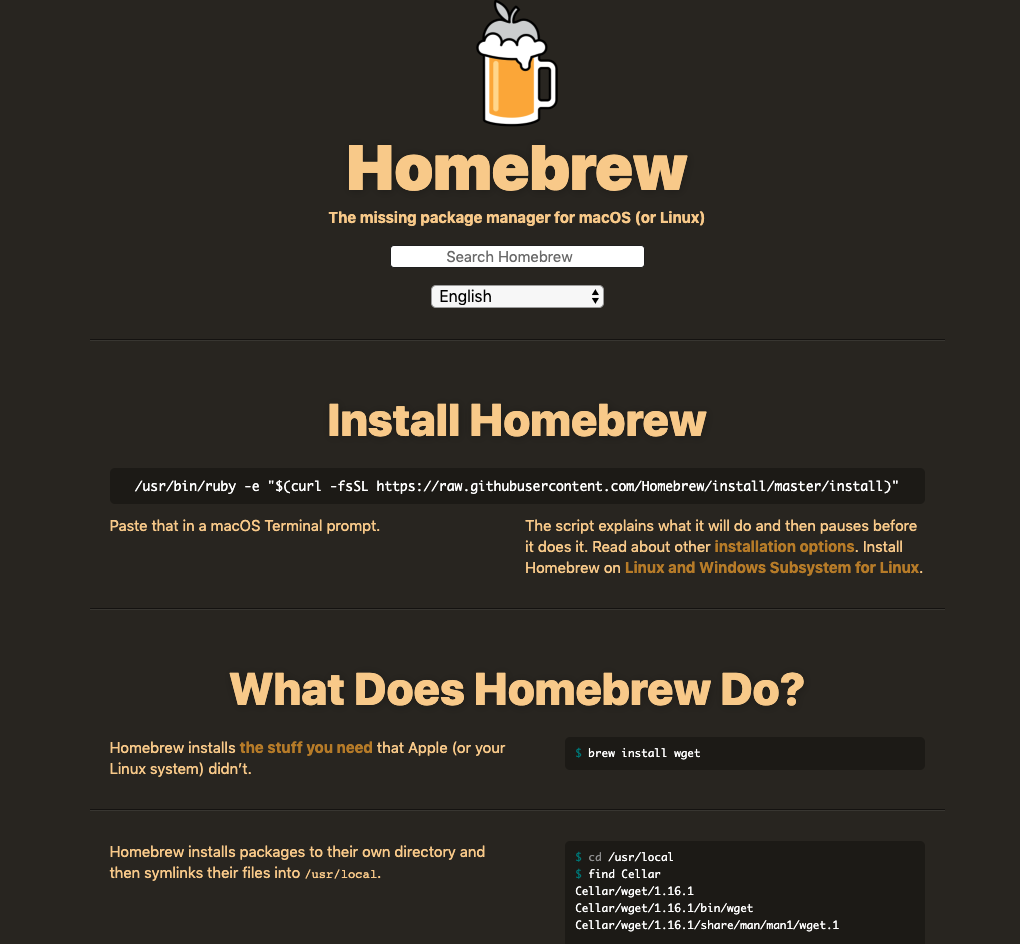 Homebrew
The missing package manager for macOS (or Linux)
Search Homebrew
English
Install Homebrew
/usr/bin/ruby -e "$(curl -fsSL https://raw.githubusercontent.com/Homebrew/install/master/install)"
Paste that in a macOS Terminal prompt.
The script explains what it will do and then pauses before
it does it. Read about other installation options. Install
Homebrew on Linux and Windows Subsystem for Linux.
What Does Homebrew Do?
Homebrew installs the stuff you need that Apple (or your
Linux system) didn’t.
$ brew install wget
Homebrew installs packages to their own directory and
then symlinks their files into /usr/local.
$ cd /usr/local
$ find Cellar
Cellar/wget/1.16.1
Cellar/wget/1.16.1/bin/wget
Cellar/wget/1.16.1/share/man/man1/wget.1